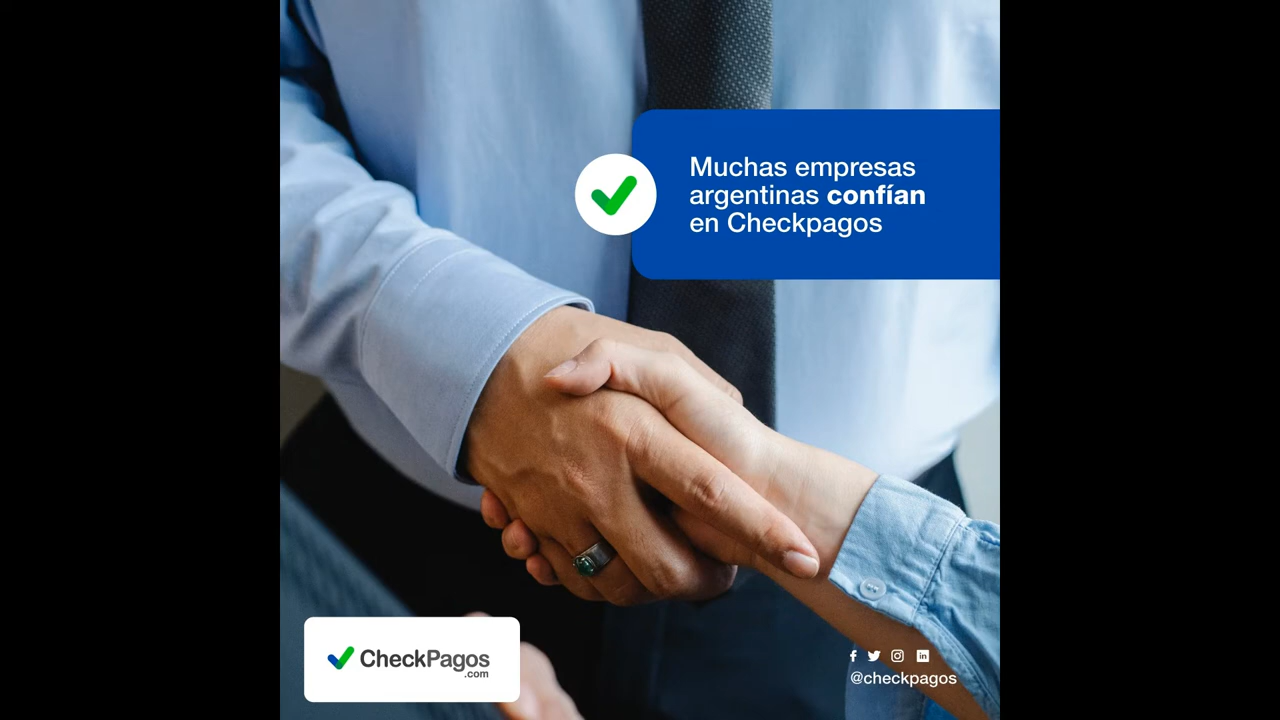 Muchas empresas
argentinas confían
en Checkpagos
CheckPagos
.com
@checkpagos